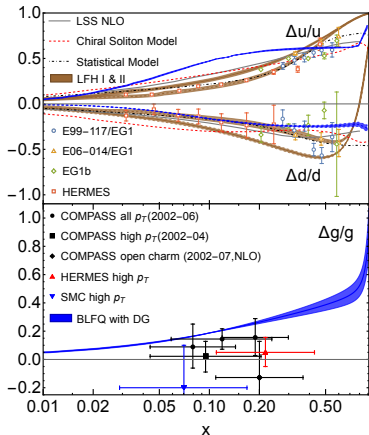 1.0
LSS NLO
Δu/u
Chiral Soliton Model
0.5
Statistical Model
LFH I & II
0.0
E99-117/EG1
E06-014/EG1
-0.5
EG1b
Δd/d
HERMES
-1.0
COMPASS all pT(2002-06)
Δg/g
0.8
COMPASS high pT(2002-04)
COMPASS open charm (2002-07,NLO)
0.6
HERMES high pT
SMC high pT
0.4
BLFQ with DG
0.2
0.0
-0.2
0.01 0.05 0.10 0.50
x